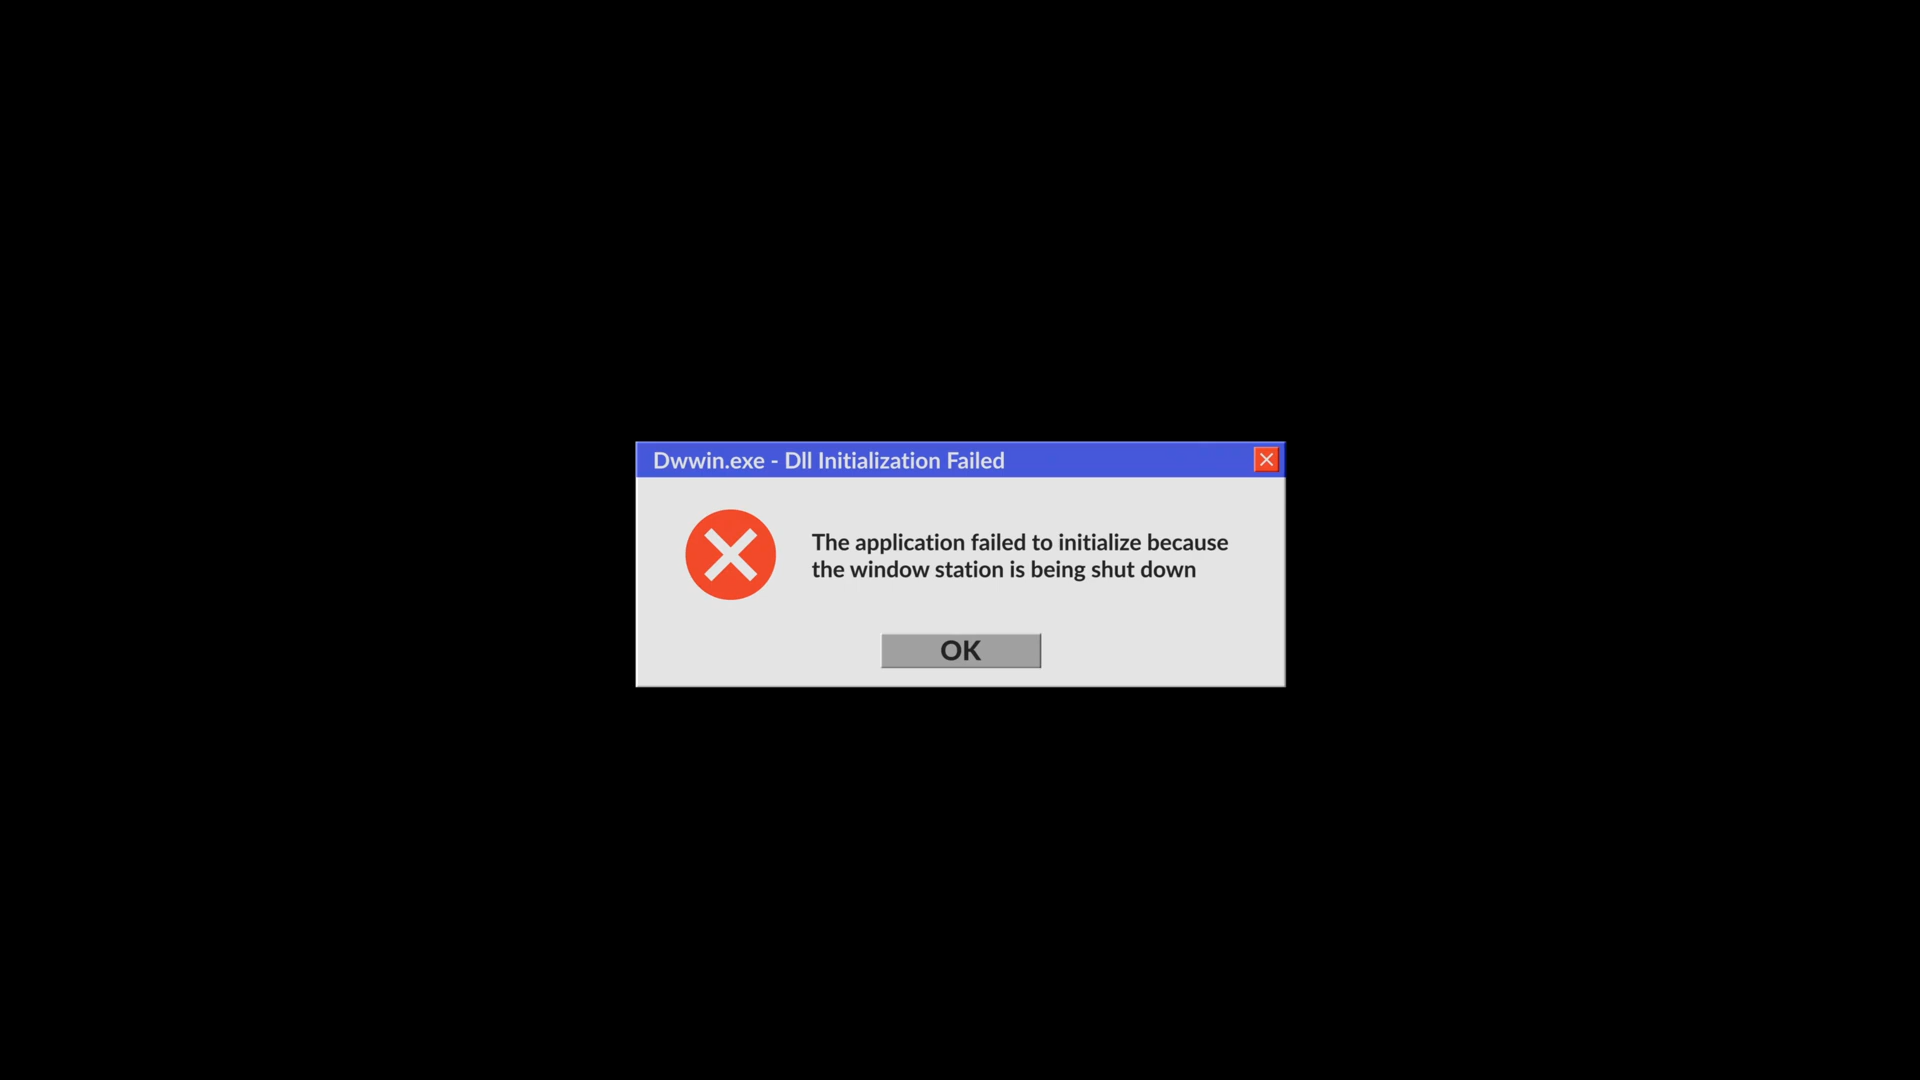 Dwwin.exe - Dll Initialization Failed
The application failed to initialize because
the window station is being shut down
OK